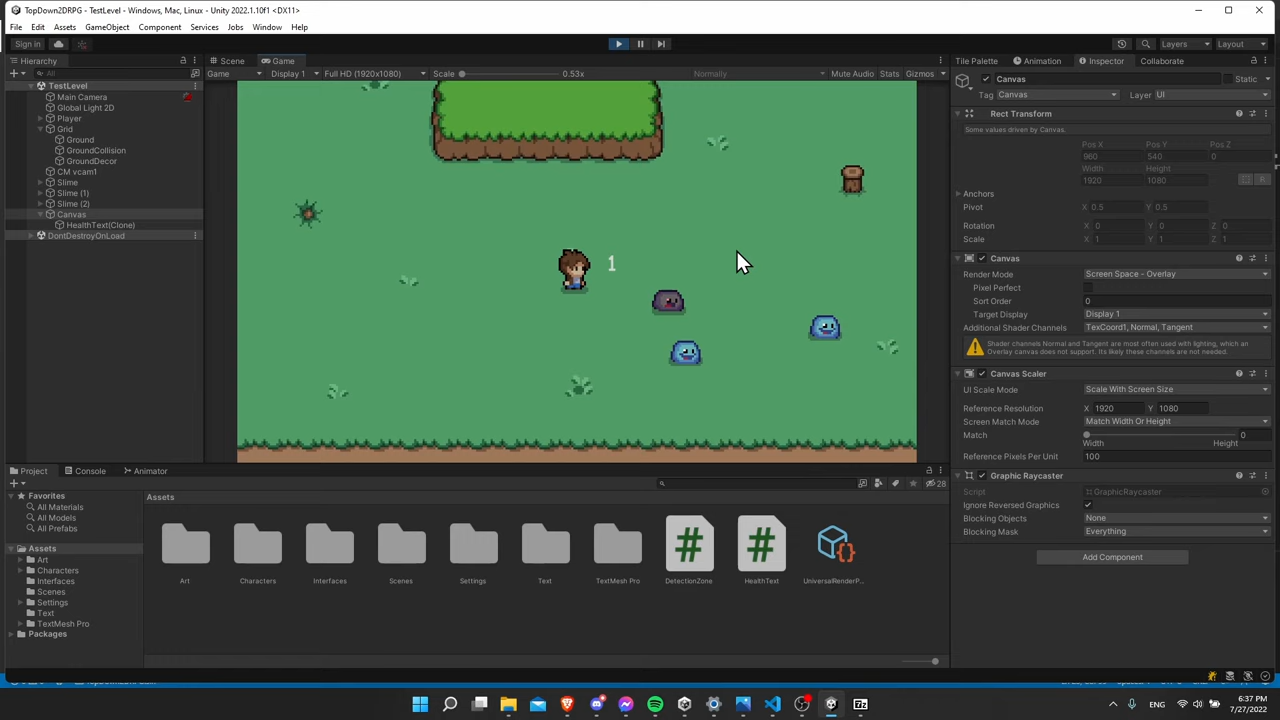 TopDown2DRPG - TestLevel - Windows, Mac, Linux - Unity 2022.1.10f1 <DX11>
File Edit Assets GameObject Component Services Jobs Window Help
Sign in
Layers Layout
Hierarchy
All
TestLevel
Main Camera
Global Light 2D
Player
Grid
Ground
GroundCollision
GroundDecor
CM vcam1
Slime
Slime (1)
Slime (2)
Canvas
HealthText(Clone)
DontDestroyOnLoad
Scene Game
Game Display 1 Full HD (1920x1080) Scale 0.53x Normally Mute Audio Stats Gizmos
1
Tile Palette Animation Inspector Collaborate
Canvas Static
Tag Canvas Layer UI
Rect Transform
Some values driven by Canvas.
Pos X Pos Y Pos Z
960 540 0
Width Height
1920 1080 R
Anchors
Pivot X 0.5 Y 0.5
Rotation X 0 Y 0 Z 0
Scale X 1 Y 1 Z 1
Canvas
Render Mode Screen Space - Overlay
Pixel Perfect
Sort Order 0
Target Display Display 1
Additional Shader Channels TexCoord1, Normal, Tangent
Shader channels Normal and Tangent are most often used with lighting, which an
Overlay canvas does not support. Its likely these channels are not needed.
Canvas Scaler
UI Scale Mode Scale With Screen Size
Reference Resolution X 1920 Y 1080
Screen Match Mode Match Width Or Height
Match 0
Width Height
Reference Pixels Per Unit 100
Graphic Raycaster
Script GraphicRaycaster
Ignore Reversed Graphics
Blocking Objects None
Blocking Mask Everything
Add Component
Project Console Animator
28
Favorites
All Materials
All Models
All Prefabs
Assets
Art
Characters
Interfaces
Scenes
Settings
Text
TextMesh Pro
Packages
Assets
Art Characters Interfaces Scenes Settings Text TextMesh Pro DetectionZone HealthText UniversalRenderP...
ENG
6:37 PM
7/27/2022